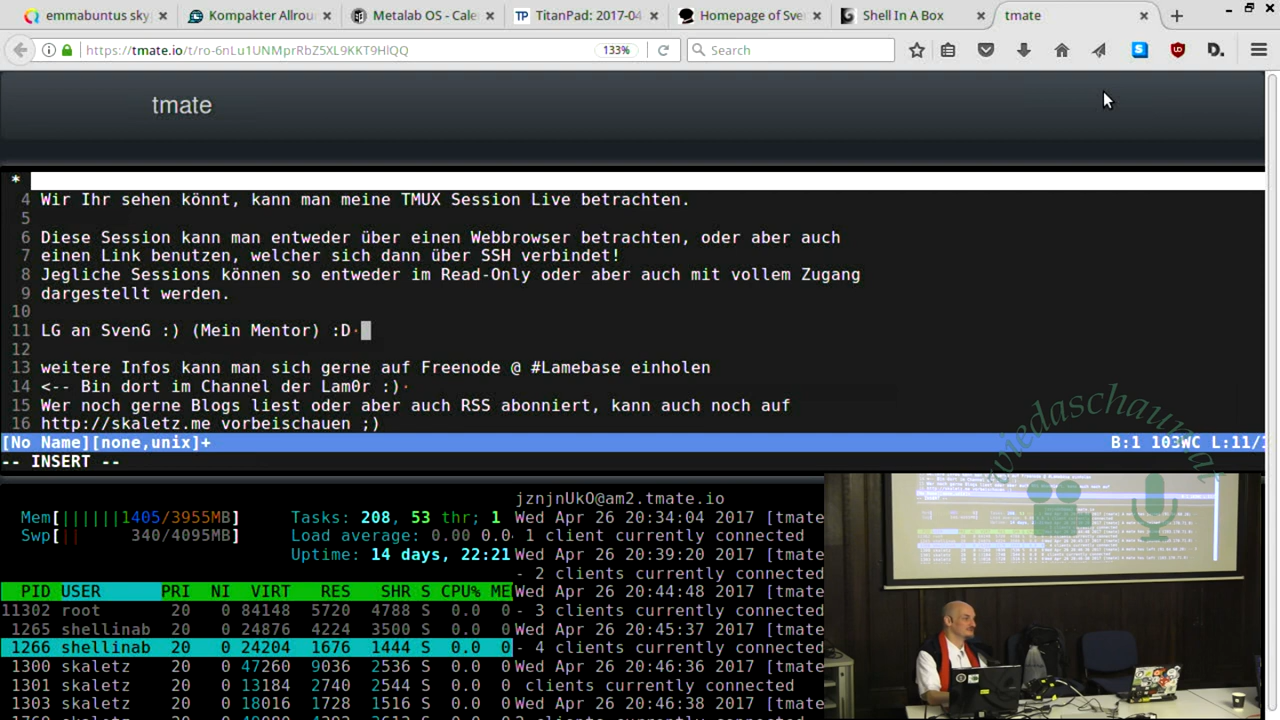 emmabuntus sky
Kompakter Allrou
Metalab OS - Cale
TitanPad: 2017-04
Homepage of Sve
Shell In A Box
tmate
https://tmate.io/t/ro-6nLu1UNMprRbZ5XL9KKT9HlQQ
133%
Search
tmate
*
4 Wir Ihr sehen könnt, kann man meine TMUX Session Live betrachten.
5
6 Diese Session kann man entweder über einen Webbrowser betrachten, oder aber auch
7 einen Link benutzen, welcher sich dann über SSH verbindet!
8 Jegliche Sessions können so entweder im Read-Only oder aber auch mit vollem Zugang
9 dargestellt werden.
10
11 LG an SvenG :) (Mein Mentor) :D
12
13 weitere Infos kann man sich gerne auf Freenode @ #Lamebase einholen
14 <-- Bin dort im Channel der Lam0r :)
15 Wer noch gerne Blogs liest oder aber auch RSS abonniert, kann auch noch auf
16 http://skaletz.me vorbeischauen ;)
[No Name][none,unix]+ B:1 103WC L:11/1
-- INSERT --
Mem[||||||1405/3955MB]
Swp[|| 340/4095MB]
Tasks: 208, 53 thr; 1
Load average:
Uptime: 14 days, 22:21
PID USER PRI NI VIRT RES SHR S CPU% ME
11302 root 20 0 84148 5720 4788 S 0.0 0
1265 shellinab 20 0 24876 4224 3500 S 0.0 0
1266 shellinab 20 0 24204 1676 1444 S 0.0 0
1300 skaletz 20 0 47260 9036 2536 S 0.0 0
1301 skaletz 20 0 13184 2740 2544 S 0.0 0
1303 skaletz 20 0 18016 1728 1516 S 0.0 0
jznjnUkO@am2.tmate.io
Wed Apr 26 20:34:04 2017 [tmate
- 1 client currently connected
Wed Apr 26 20:39:20 2017 [tmate
- 2 clients currently connected
Wed Apr 26 20:44:48 2017 [tmate
- 3 clients currently connected
Wed Apr 26 20:45:37 2017 [tmate
- 4 clients currently connected
Wed Apr 26 20:46:36 2017 [tmate
clients currently connected
Wed Apr 26 20:46:38 2017 [tmate
wiedaschaun.at